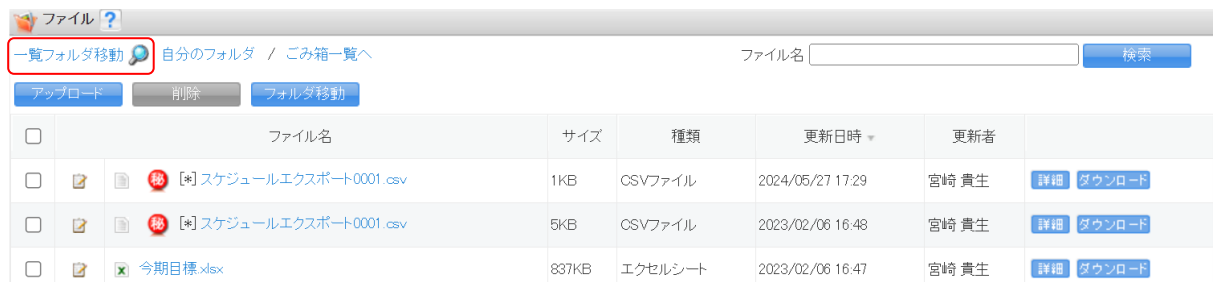 ファイル ?
一覧フォルダ移動 自分のフォルダ / ごみ箱一覧へ ファイル名 検索
アップロード 削除 フォルダ移動
ファイル名 サイズ 種類 更新日時 更新者
秘 [*] スケジュールエクスポート0001.csv 1KB CSVファイル 2024/05/27 17:29 宮崎 貴生 詳細 ダウンロード
秘 [*] スケジュールエクスポート0001.csv 5KB CSVファイル 2023/02/06 16:48 宮崎 貴生 詳細 ダウンロード
今期目標.xlsx 837KB エクセルシート 2023/02/06 16:47 宮崎 貴生 詳細 ダウンロード